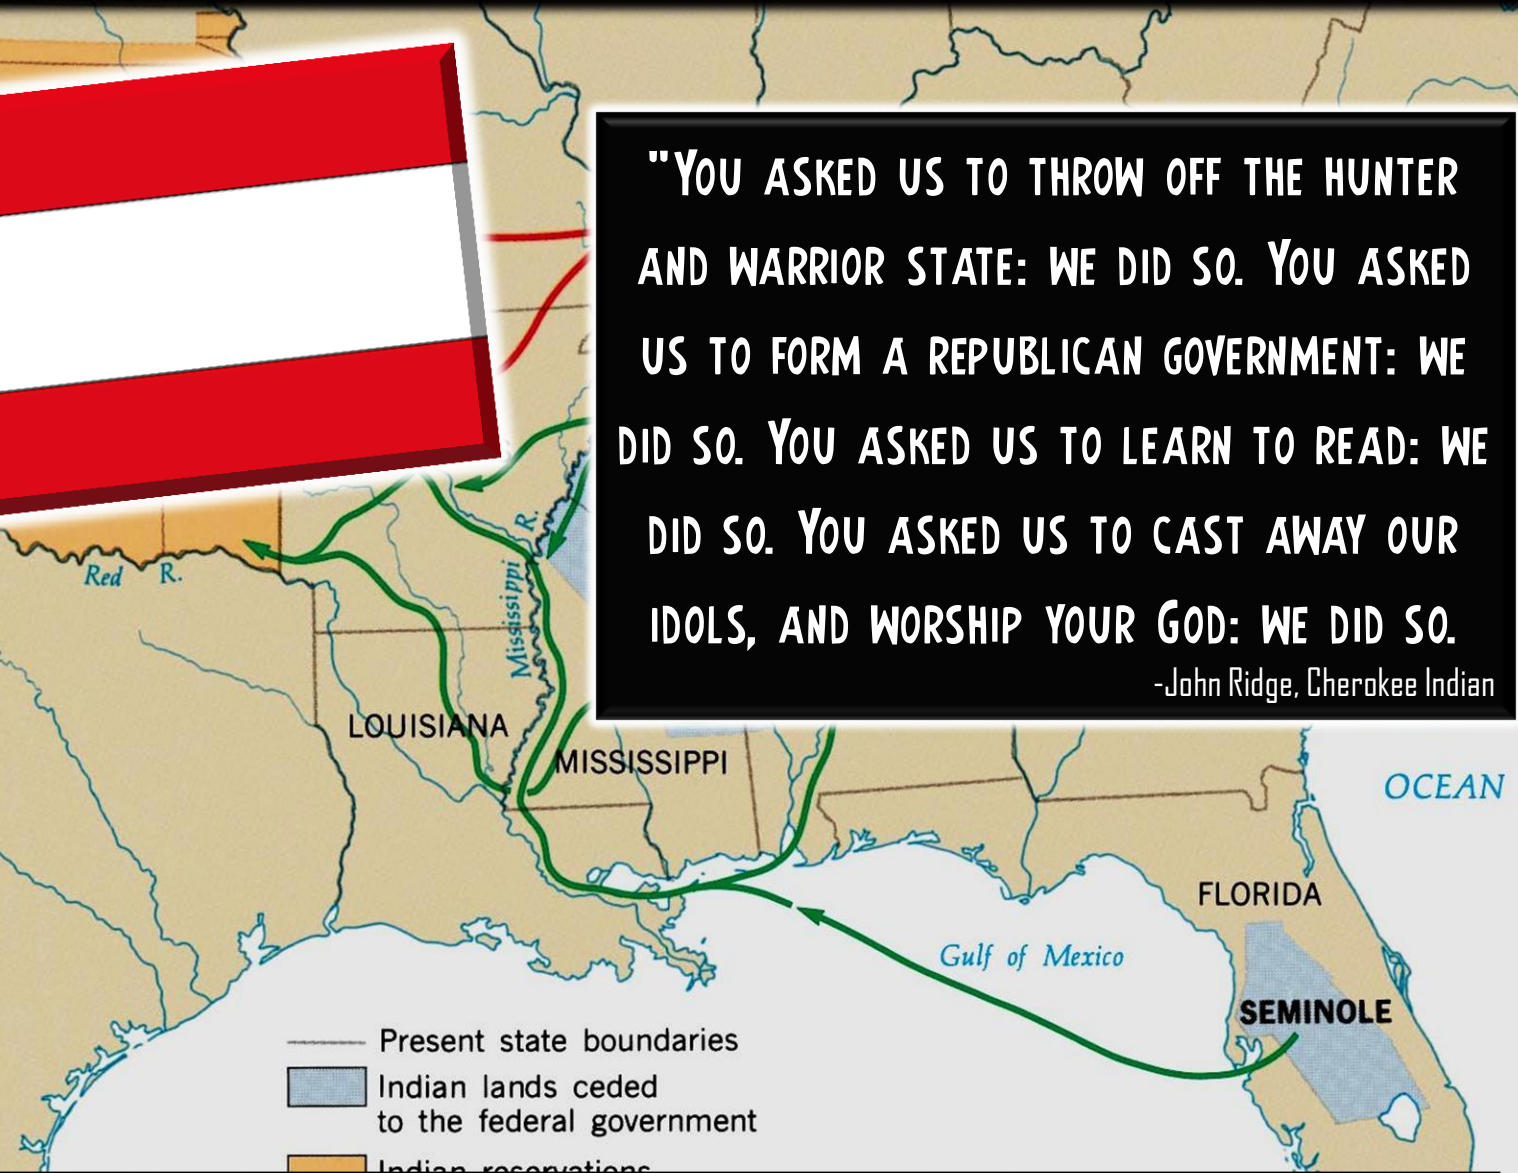 "You asked us to throw off the hunter
and warrior state: we did so. You asked
us to form a republican government: we
did so. You asked us to learn to read: we
did so. You asked us to cast away our
idols, and worship your God: we did so.
-John Ridge, Cherokee Indian
Red R.
Mississippi R.
LOUISIANA
MISSISSIPPI
OCEAN
FLORIDA
Gulf of Mexico
SEMINOLE
Present state boundaries
Indian lands ceded
to the federal government
Indian reservations